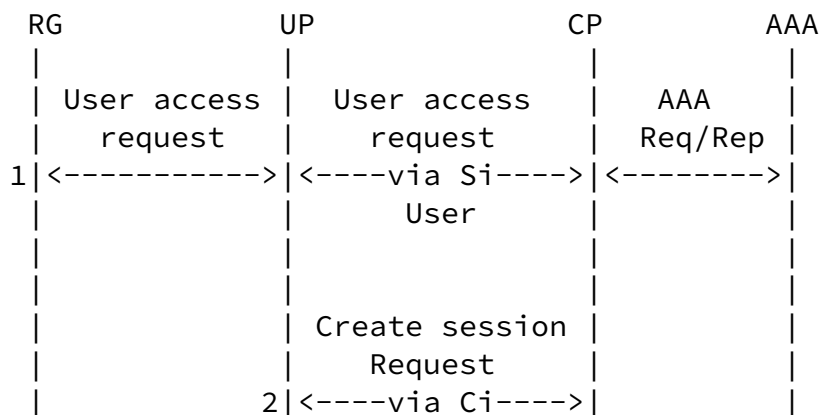 RG                UP                   CP            AAA
|                 |                    |             |
|   User access   |   User access      |     AAA     |
|     request     |     request        |   Req/Rep   |
1|<----------->|<----via Si---->|<-------->|
|                 |       User         |             |
|                 |                    |             |
|                 |                    |             |
|                 |  Create session    |             |
|                 |     Request        |             |
|                2|<----via Ci---->|             |